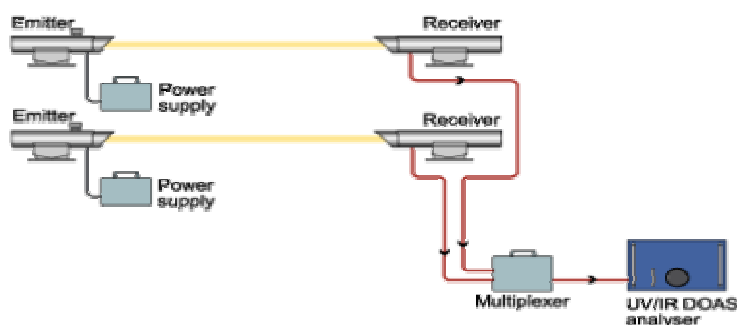 Emitter
Receiver
Power
supply
Emitter
Receiver
Power
supply
Multiplexer
UV/IR DOAS
analyser